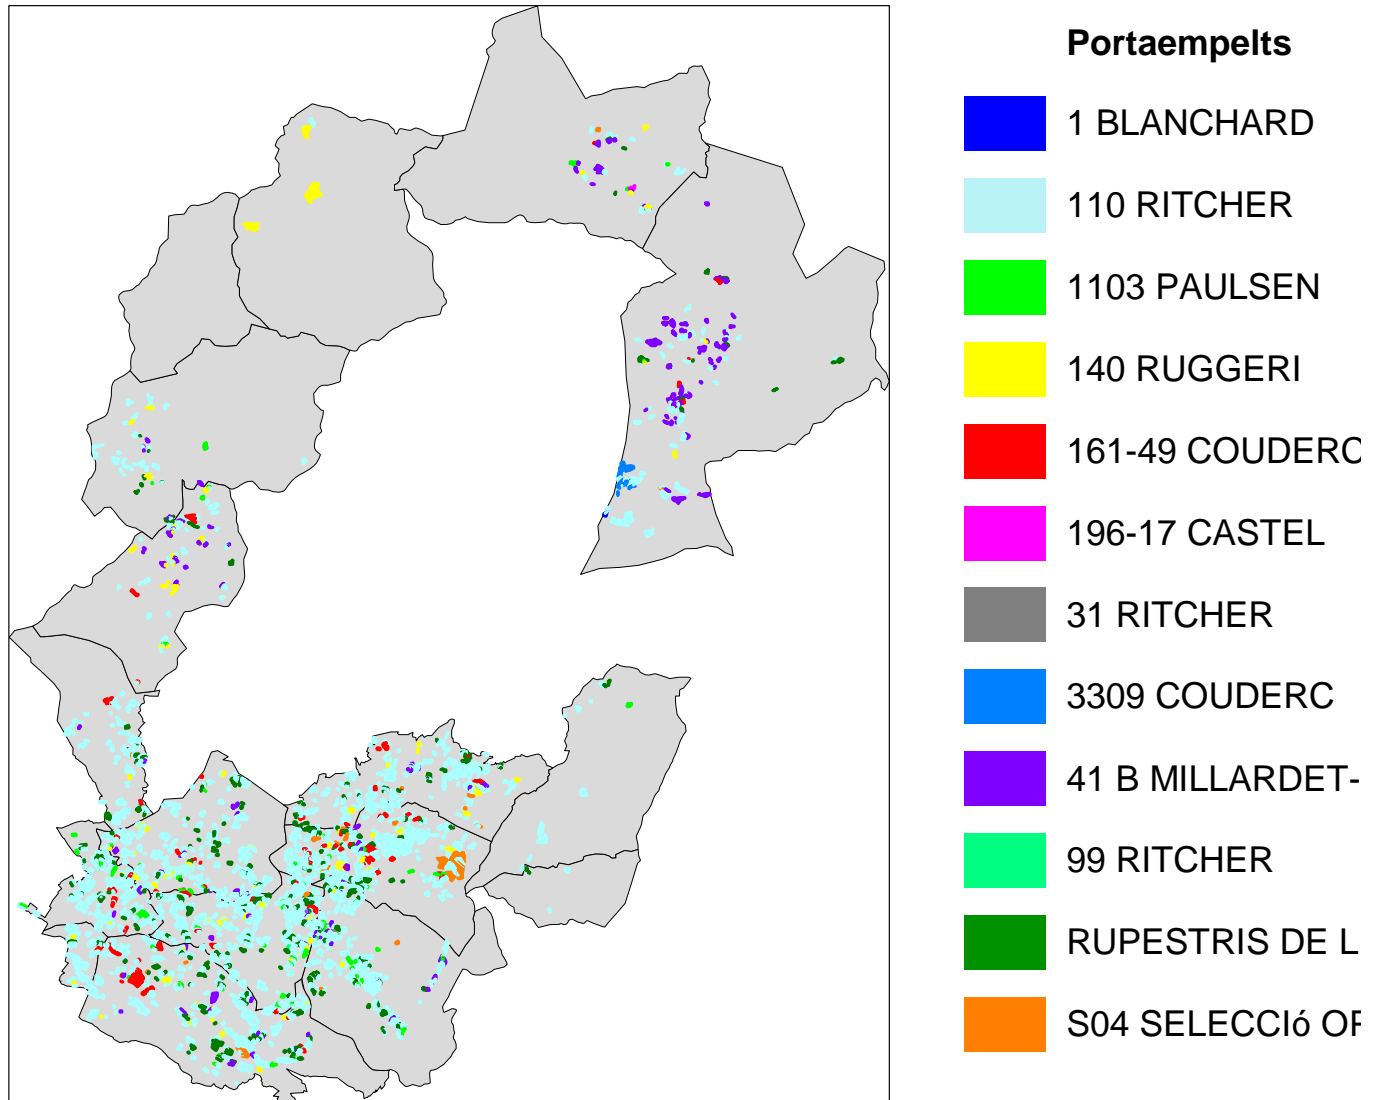 Portaempelts
1 BLANCHARD
110 RITCHER
1103 PAULSEN
140 RUGGERI
161-49 COUDERC
196-17 CASTEL
31 RITCHER
3309 COUDERC
41 B MILLARDET-
99 RITCHER
RUPESTRIS DE L
S04 SELECCIó